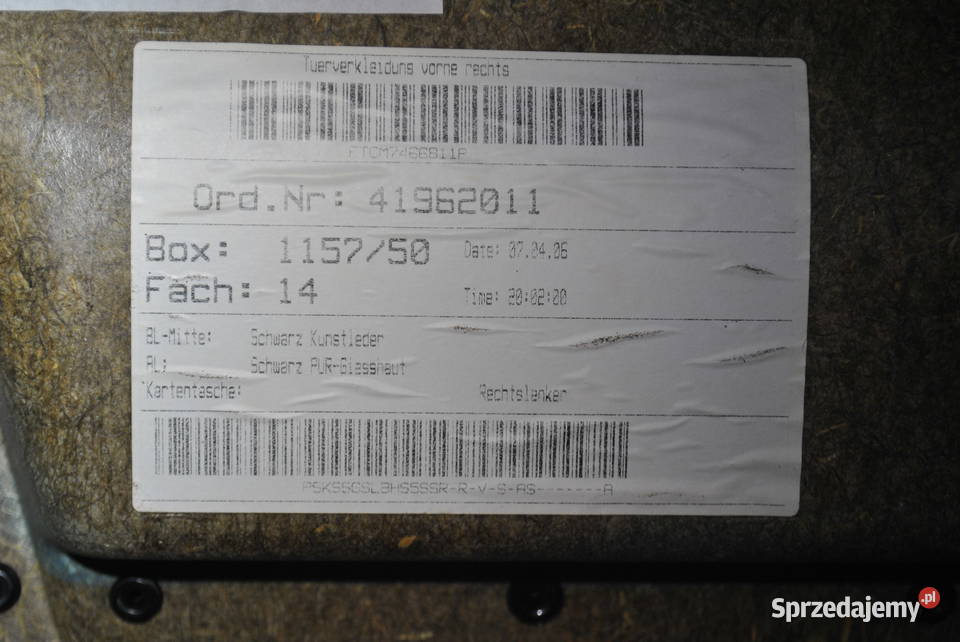 Tuerverkleidung vorne rechts
Ord.Nr: 41962011
Box: 1157/50 Date: 07.04.06
Fach: 14 Time: 20:02:00
BL-Mitte: Schwarz Kunstleder
AL: Schwarz PUR-Giesshaut
Kartentasche: Rechtslenker
Sprzedajemy.pl